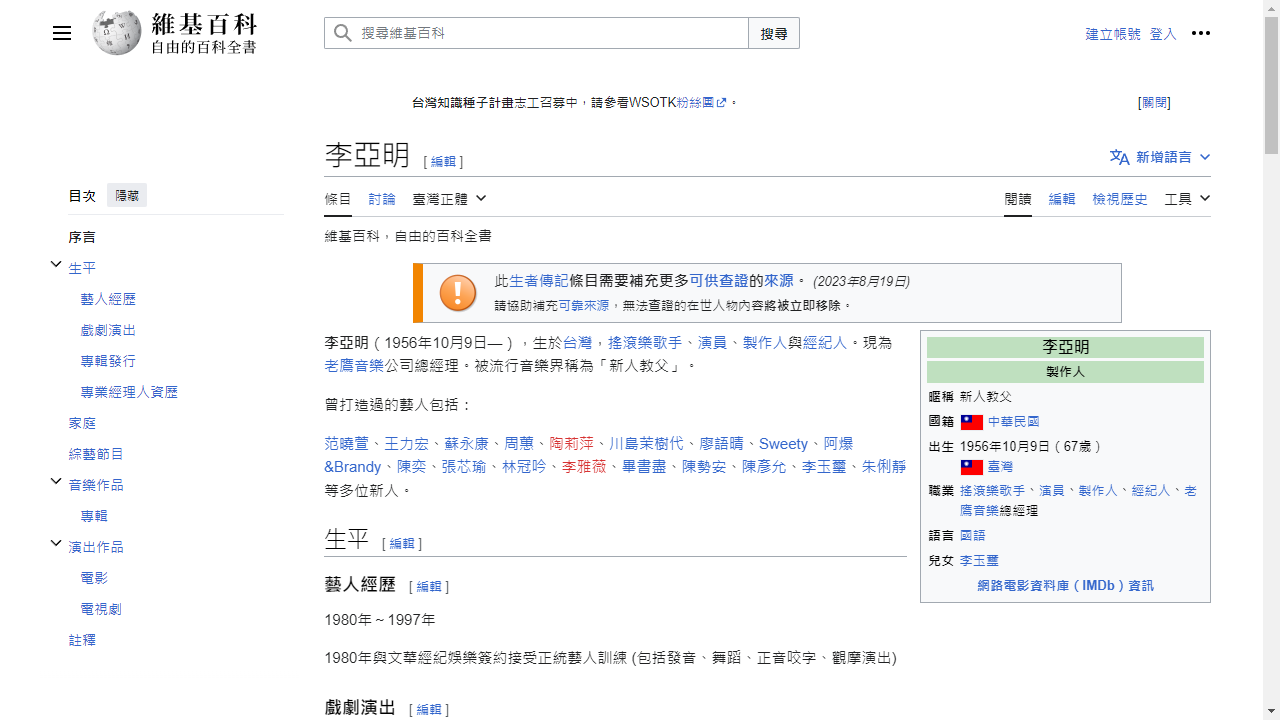 維基百科
自由的百科全書
搜尋維基百科
搜尋
建立帳號 登入
台灣知識種子計畫志工召募中，請參看WSOTK粉絲團。
[關閉]
李亞明 [編輯]
新增語言
條目 討論 臺灣正體
閱讀 編輯 檢視歷史 工具
維基百科，自由的百科全書
目次 隱藏
序言
生平
藝人經歷
戲劇演出
專輯發行
專業經理人資歷
家庭
綜藝節目
音樂作品
專輯
演出作品
電影
電視劇
註釋
此生者傳記條目需要補充更多可供查證的來源。 (2023年8月19日)
請協助補充可靠來源，無法查證的在世人物內容將被立即移除。
李亞明（1956年10月9日—），生於台灣，搖滾樂歌手、演員、製作人與經紀人。現為
老鷹音樂公司總經理。被流行音樂界稱為「新人教父」。
曾打造過的藝人包括：
范曉萱、王力宏、蘇永康、周蕙、陶莉萍、川島茉樹代、廖語晴、Sweety、阿爆
&Brandy、陳奕、張芯瑜、林冠吟、李雅薇、畢書盡、陳勢安、陳彥允、李玉璽、朱俐靜
等多位新人。
生平 [編輯]
藝人經歷 [編輯]
1980年～1997年
1980年與文華經紀娛樂簽約接受正統藝人訓練 (包括發音、舞蹈、正音咬字、觀摩演出)
戲劇演出 [編輯]
李亞明
製作人
暱稱 新人教父
國籍 中華民國
出生 1956年10月9日（67歲）
臺灣
職業 搖滾樂歌手、演員、製作人、經紀人、老
鷹音樂總經理
語言 國語
兒女 李玉璽
網路電影資料庫（IMDb）資訊